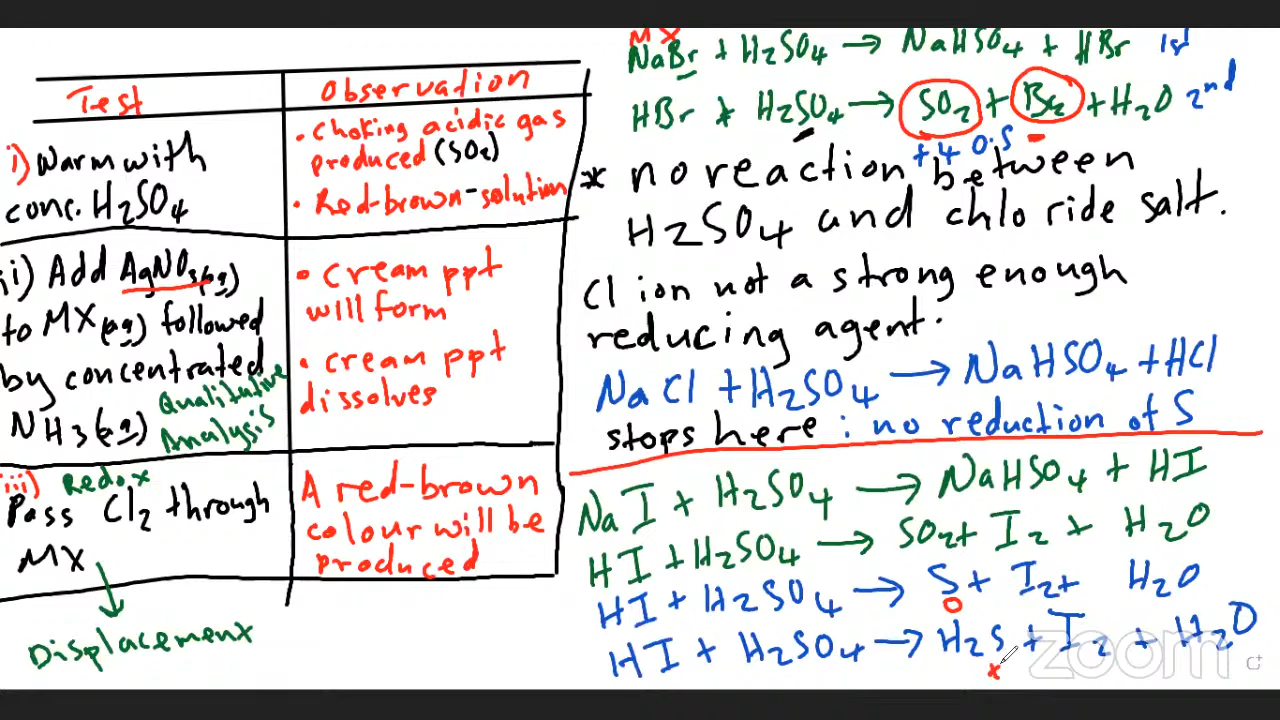 Test
Observation
i) Warm with
conc. H2SO4
• Choking acidic gas
produced (SO2)
• Red-brown-solution
ii) Add AgNO3(aq)
to MX(aq) followed
by concentrated
NH3(aq)
Qualitative
Analysis
• cream ppt
will form
• cream ppt
dissolves
iii) Redox
Pass Cl2 through
MX
Displacement
A red-brown
colour will be
produced
MX
NaBr + H2SO4 → NaHSO4 + HBr 1st
HBr + H2SO4 → SO2 + Br2 + H2O 2nd
+4 O.S
* no reaction between
H2SO4 and chloride salt.
Cl ion not a strong enough
reducing agent.
NaCl + H2SO4 → NaHSO4 + HCl
stops here : no reduction of S
NaI + H2SO4 → NaHSO4 + HI
HI + H2SO4 → SO2 + I2 + H2O
HI + H2SO4 → S + I2 + H2O
0
HI + H2SO4 → H2S + I2 + H2O
zoom